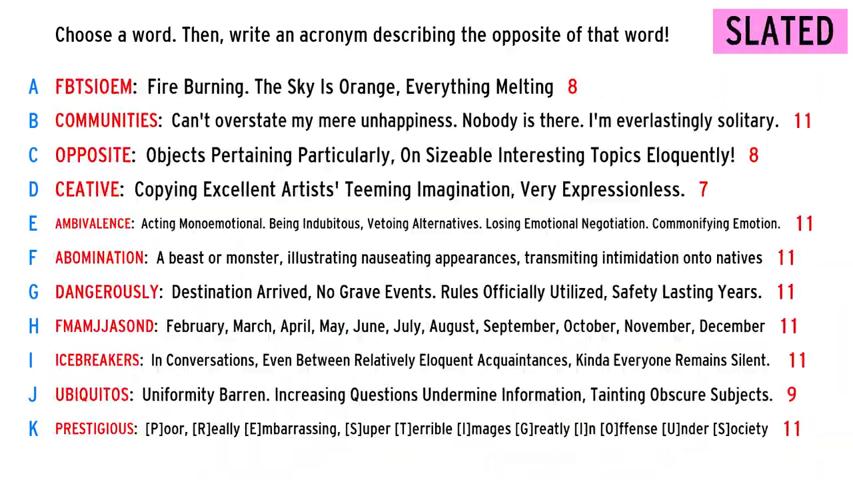 Choose a word. Then, write an acronym describing the opposite of that word!
SLATED
A FBTSIOEM: Fire Burning. The Sky Is Orange, Everything Melting 8
B COMMUNITIES: Can't overstate my mere unhappiness. Nobody is there. I'm everlastingly solitary. 11
C OPPOSITE: Objects Pertaining Particularly, On Sizeable Interesting Topics Eloquently! 8
D CEATIVE: Copying Excellent Artists' Teeming Imagination, Very Expressionless. 7
E AMBIVALENCE: Acting Monoemotional. Being Indubitous, Vetoing Alternatives. Losing Emotional Negotiation. Commonifying Emotion. 11
F ABOMINATION: A beast or monster, illustrating nauseating appearances, transmiting intimidation onto natives 11
G DANGEROUSLY: Destination Arrived, No Grave Events. Rules Officially Utilized, Safety Lasting Years. 11
H FMAMJJASOND: February, March, April, May, June, July, August, September, October, November, December 11
I ICEBREAKERS: In Conversations, Even Between Relatively Eloquent Acquaintances, Kinda Everyone Remains Silent. 11
J UBIQUITOS: Uniformity Barren. Increasing Questions Undermine Information, Tainting Obscure Subjects. 9
K PRESTIGIOUS: [P]oor, [R]eally [E]mbarrassing, [S]uper [T]errible [I]mages [G]reatly [I]n [O]ffense [U]nder [S]ociety 11